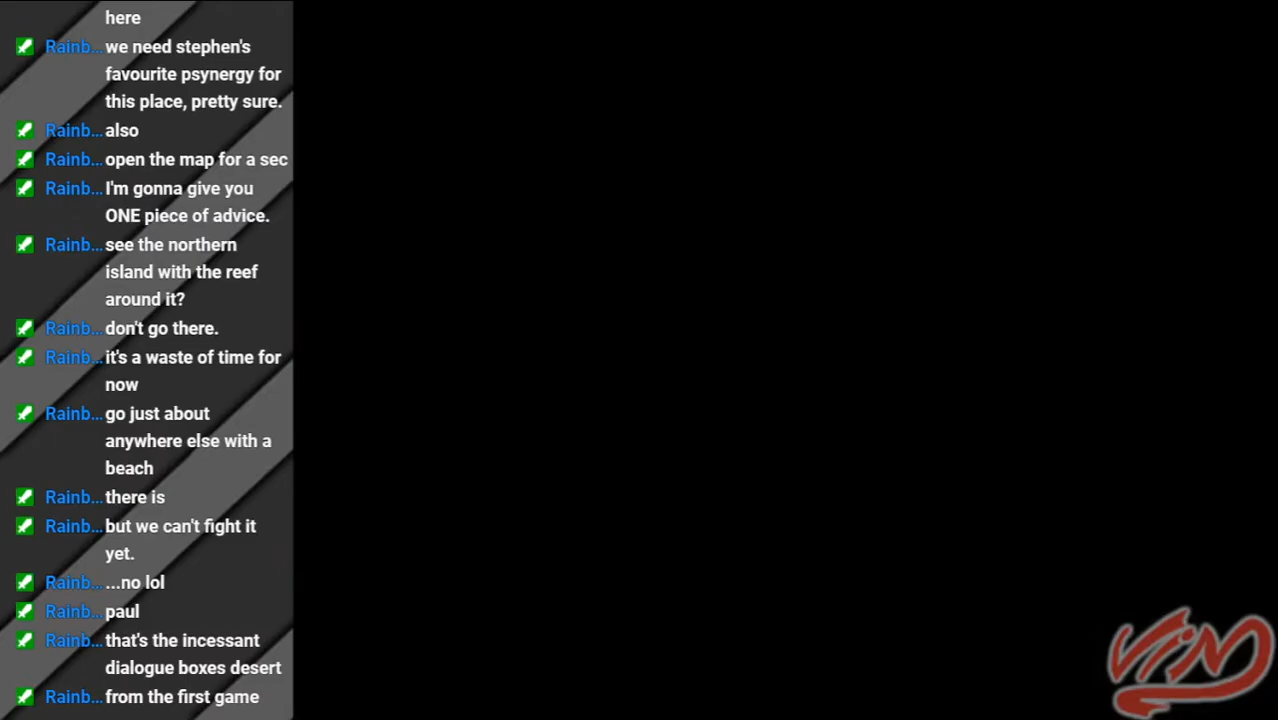 here
Rainb... we need stephen's
favourite psynergy for
this place, pretty sure.
Rainb... also
Rainb... open the map for a sec
Rainb... I'm gonna give you
ONE piece of advice.
Rainb... see the northern
island with the reef
around it?
Rainb... don't go there.
Rainb... it's a waste of time for
now
Rainb... go just about
anywhere else with a
beach
Rainb... there is
Rainb... but we can't fight it
yet.
Rainb... ...no lol
Rainb... paul
Rainb... that's the incessant
dialogue boxes desert
Rainb... from the first game